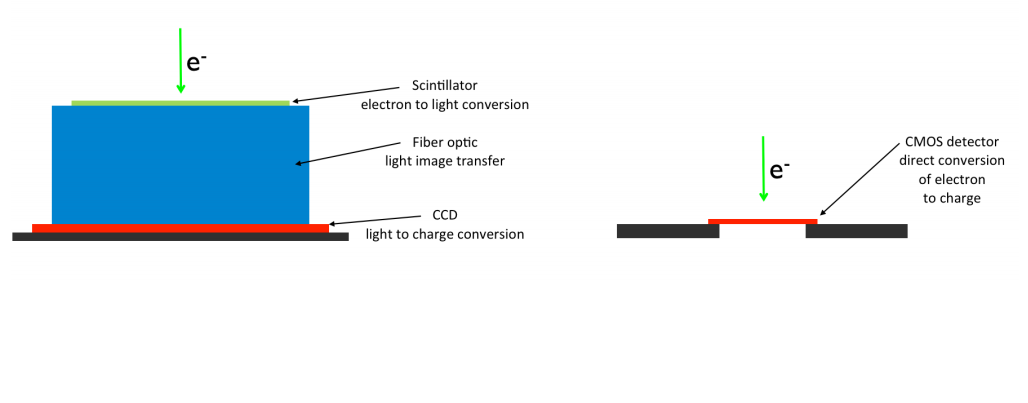 e-
Scintillator
electron to light conversion
Fiber optic
light image transfer
CCD
light to charge conversion
e-
CMOS detector
direct conversion
of electron
to charge